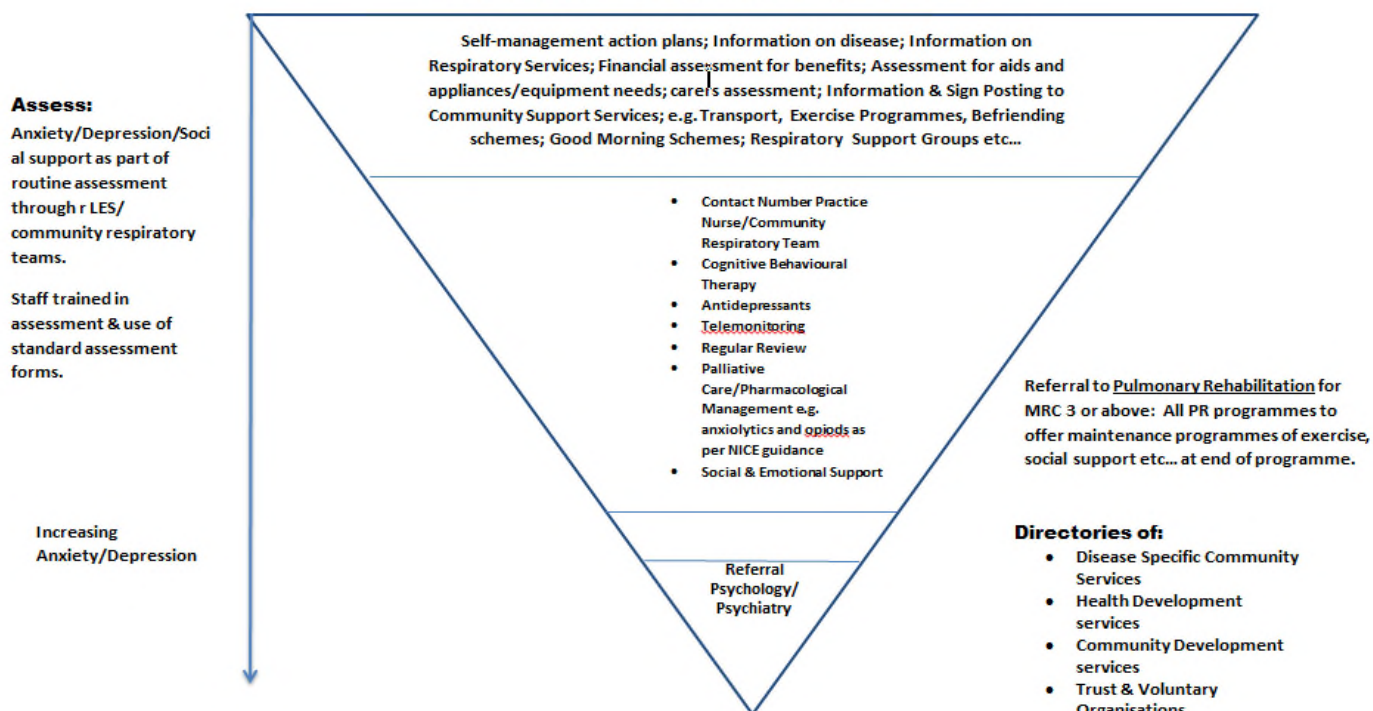 Self-management action plans; Information on disease; Information on
Respiratory Services; Financial assessment for benefits; Assessment for aids and
appliances/equipment needs; carers assessment; Information & Sign Posting to
Community Support Services; e.g. Transport, Exercise Programmes, Befriending
schemes; Good Morning Schemes; Respiratory Support Groups etc...
Assess:
Anxiety/Depression/Soci
al support as part of
routine assessment
through r LES/
community respiratory
teams.
Staff trained in
assessment & use of
standard assessment
forms.
Increasing
Anxiety/Depression
• Contact Number Practice
Nurse/Community
Respiratory Team
• Cognitive Behavioural
Therapy
• Antidepressants
• Telemonitoring
• Regular Review
• Palliative
Care/Pharmacological
Management e.g.
anxiolytics and opiods as
per NICE guidance
• Social & Emotional Support
Referral
Psychology/
Psychiatry
Referral to Pulmonary Rehabilitation for
MRC 3 or above: All PR programmes to
offer maintenance programmes of exercise,
social support etc... at end of programme.
Directories of:
• Disease Specific Community
Services
• Health Development
services
• Community Development
services
• Trust & Voluntary
Organisations